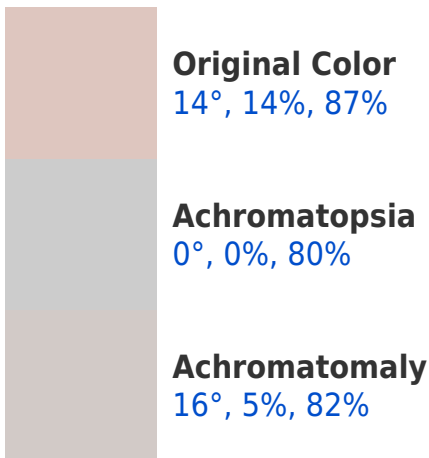 Original Color
14°, 14%, 87%
Achromatopsia
0°, 0%, 80%
Achromatomaly
16°, 5%, 82%